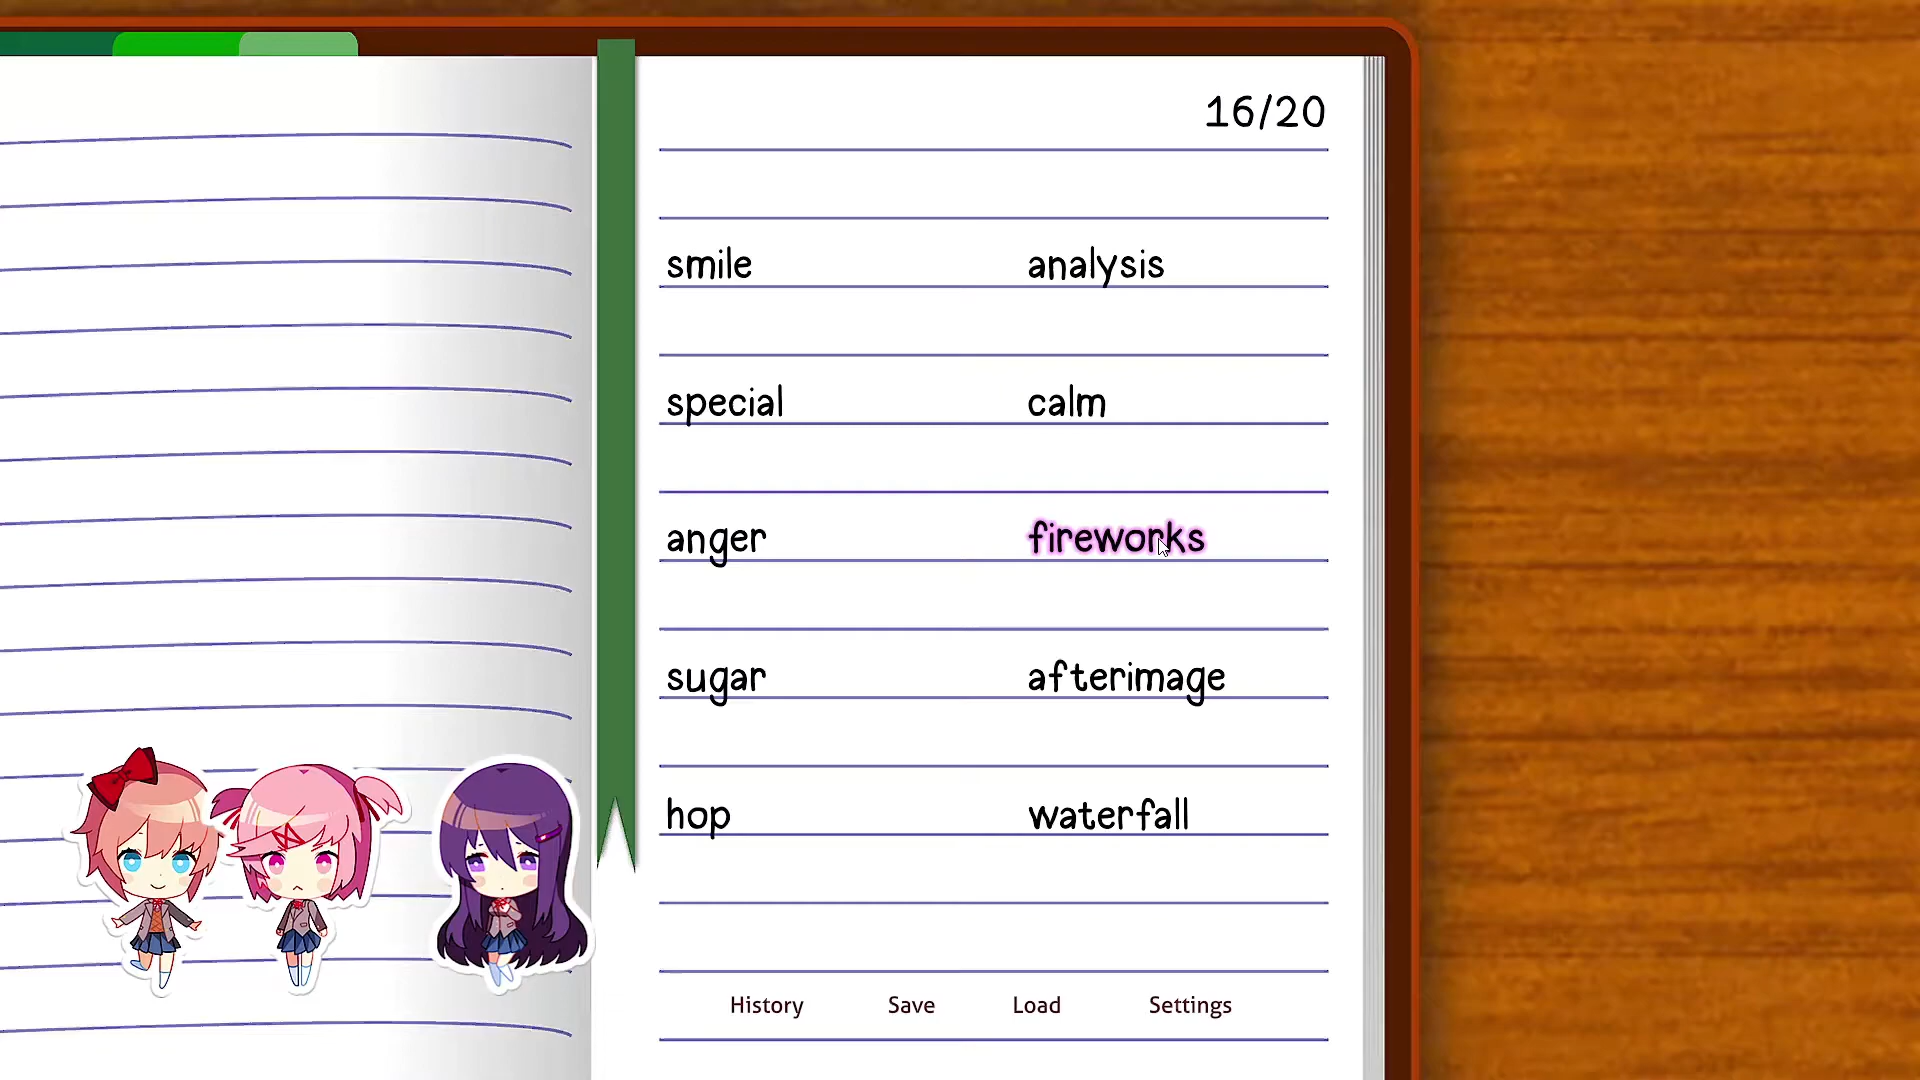 16/20
smile analysis
special calm
anger fireworks
sugar afterimage
hop waterfall
History Save Load Settings